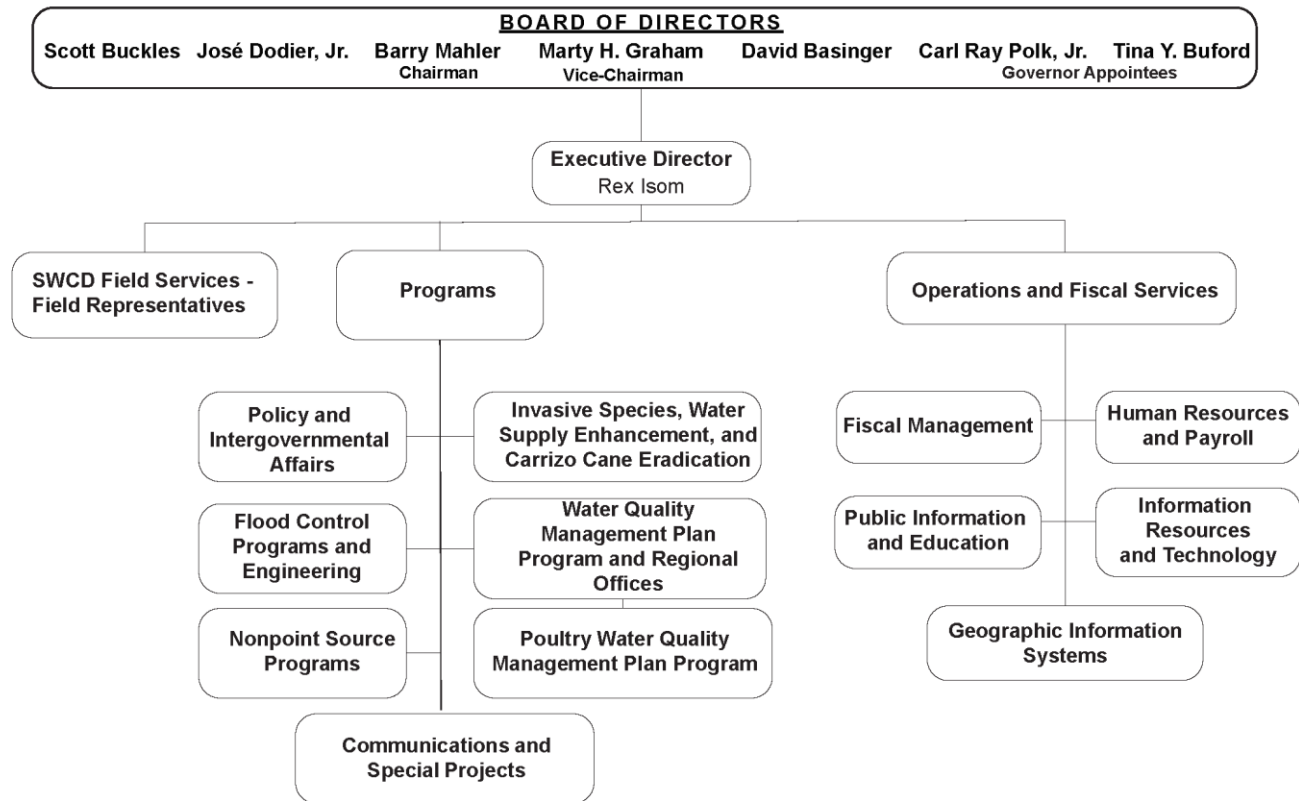 BOARD OF DIRECTORS
Scott Buckles José Dodier, Jr. Barry Mahler Marty H. Graham David Basinger Carl Ray Polk, Jr. Tina Y. Buford
Chairman Vice-Chairman Governor Appointees
Executive Director
Rex Isom
SWCD Field Services -
Field Representatives
Programs
Operations and Fiscal Services
Policy and
Intergovernmental
Affairs
Invasive Species, Water
Supply Enhancement, and
Carrizo Cane Eradication
Fiscal Management
Human Resources
and Payroll
Flood Control
Programs and
Engineering
Water Quality
Management Plan
Program and Regional
Offices
Public Information
and Education
Information
Resources
and Technology
Nonpoint Source
Programs
Poultry Water Quality
Management Plan Program
Geographic Information
Systems
Communications and
Special Projects